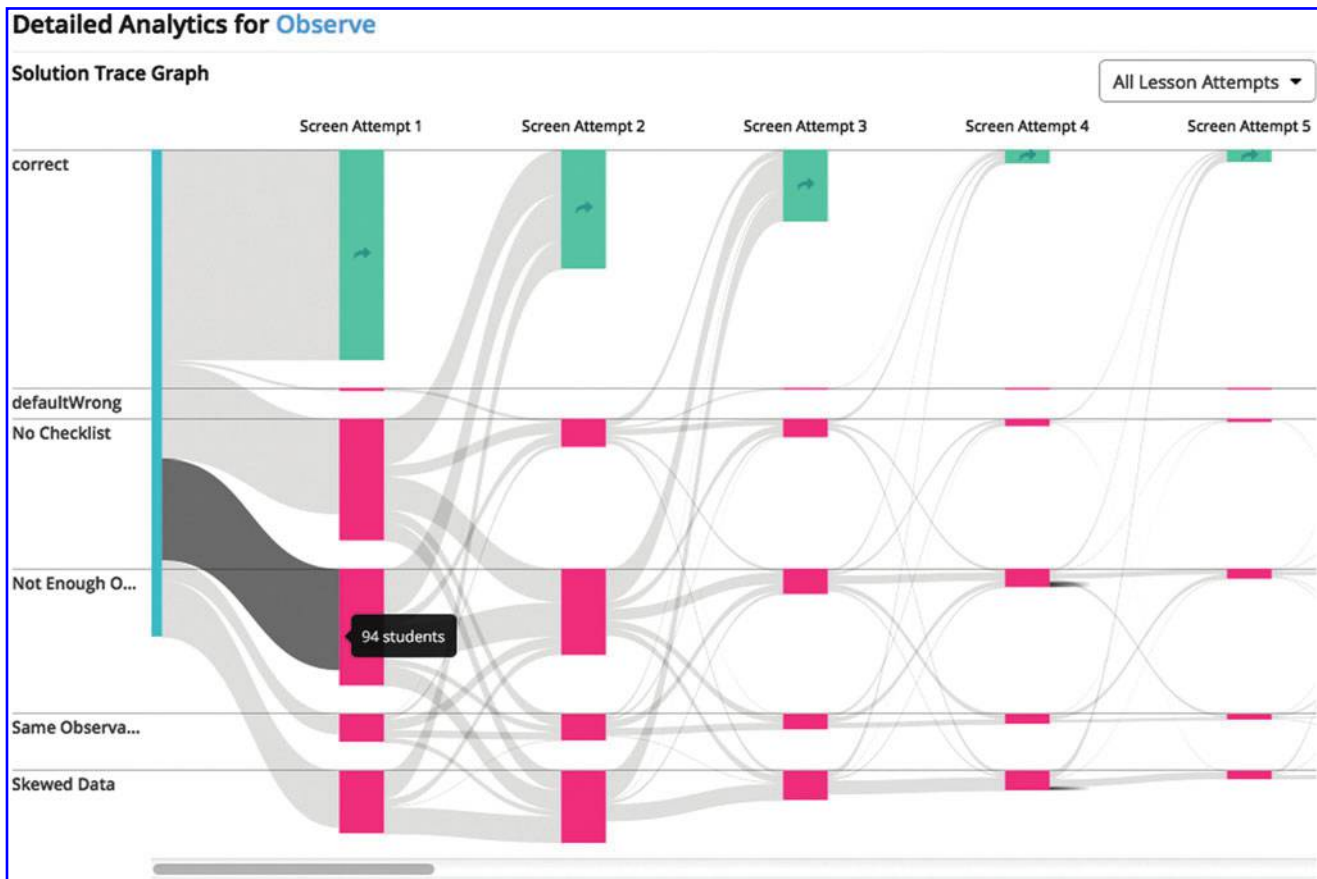 Detailed Analytics for Observe
Solution Trace Graph
All Lesson Attempts
Screen Attempt 1
Screen Attempt 2
Screen Attempt 3
Screen Attempt 4
Screen Attempt 5
correct
defaultWrong
No Checklist
Not Enough O...
94 students
Same Observa...
Skewed Data